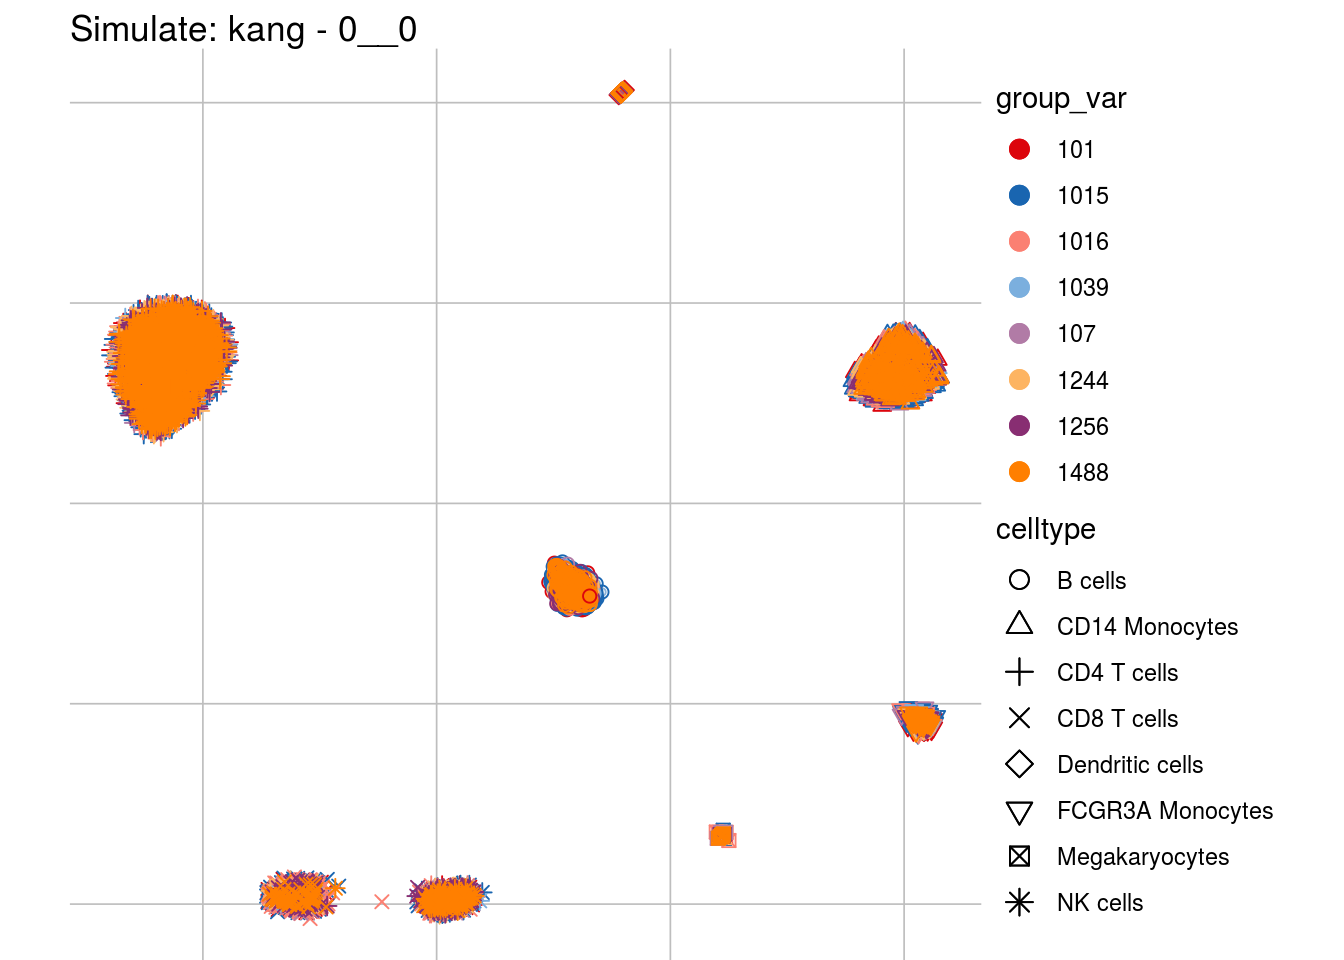 Simulate: kang - 0__0
group_var
101
1015
1016
1039
107
1244
1256
1488
celltype
B cells
CD14 Monocytes
CD4 T cells
CD8 T cells
Dendritic cells
FCGR3A Monocytes
Megakaryocytes
NK cells